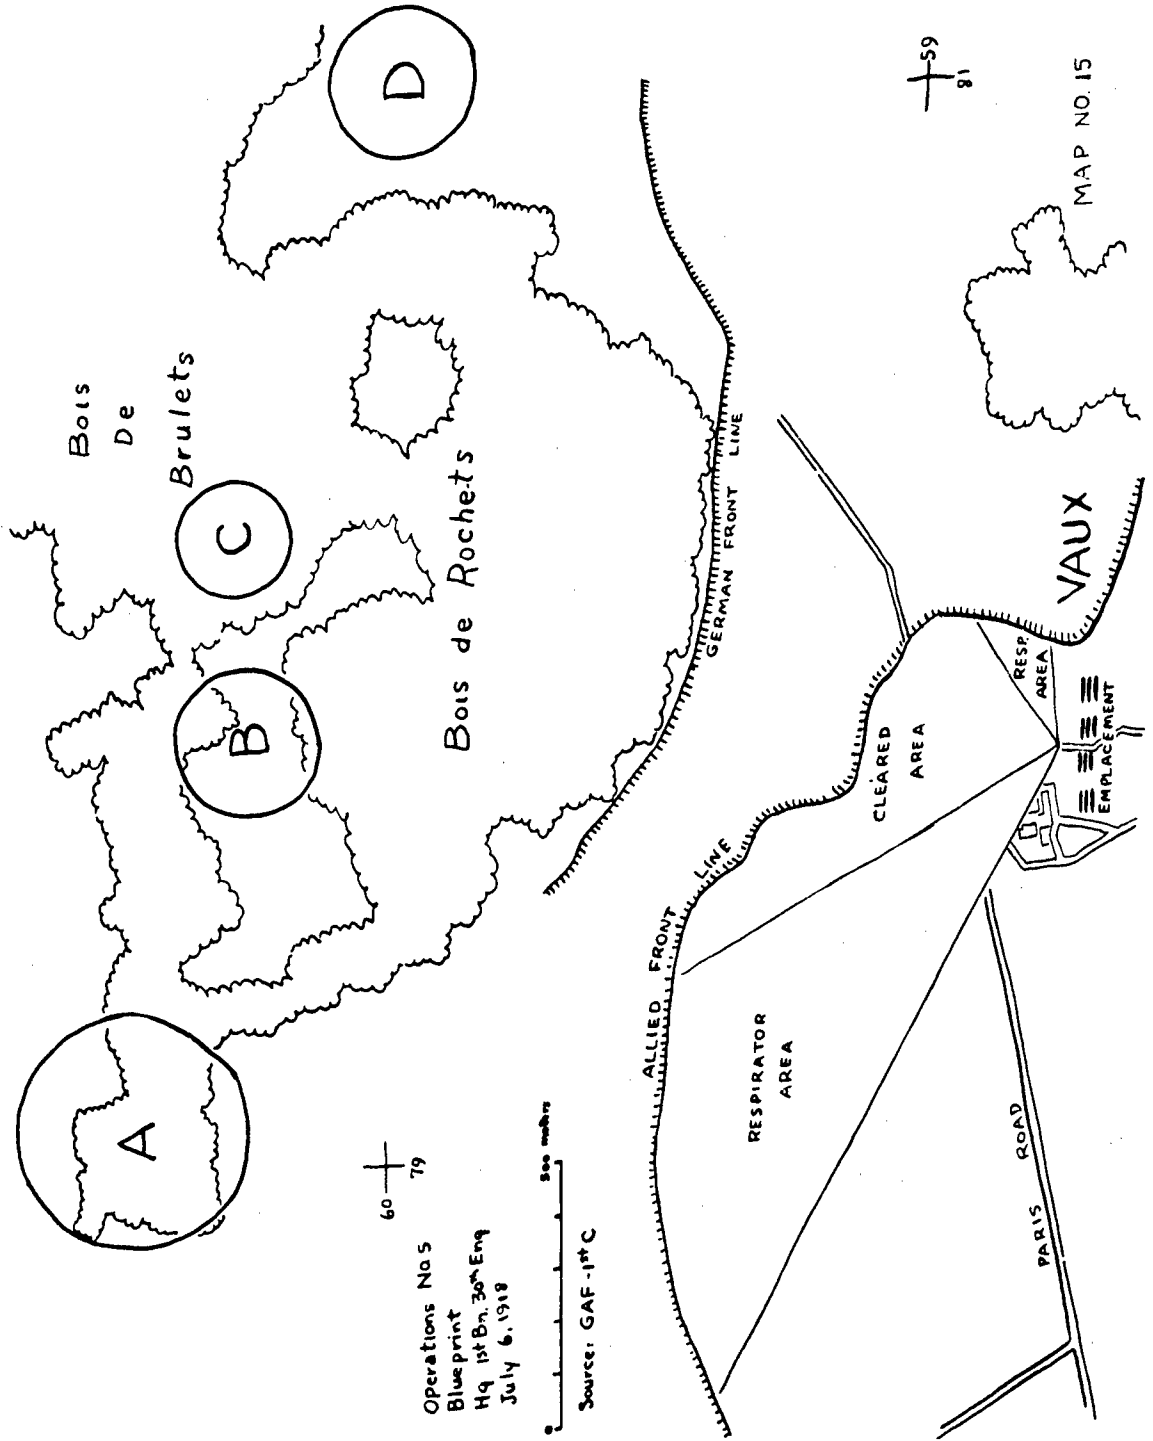 A
B
C
D
Bois
De
Brulets
Bois de Rochets
60
79
Operations No 5
Blueprint
Hq 1st Bn. 30th Eng
July 6, 1918
500 meters
0
Source: GAF-1st C
GERMAN FRONT LINE
ALLIED FRONT LINE
RESPIRATOR
AREA
CLEARED
AREA
RESP.
AREA
VAUX
EMPLACEMENT
PARIS ROAD
59
81
MAP NO. 15